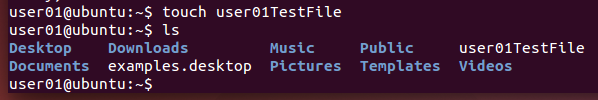 user01@ubuntu:~$ touch user01TestFile
user01@ubuntu:~$ ls
Desktop    Downloads         Music     Public     user01TestFile
Documents  examples.desktop  Pictures  Templates  Videos
user01@ubuntu:~$